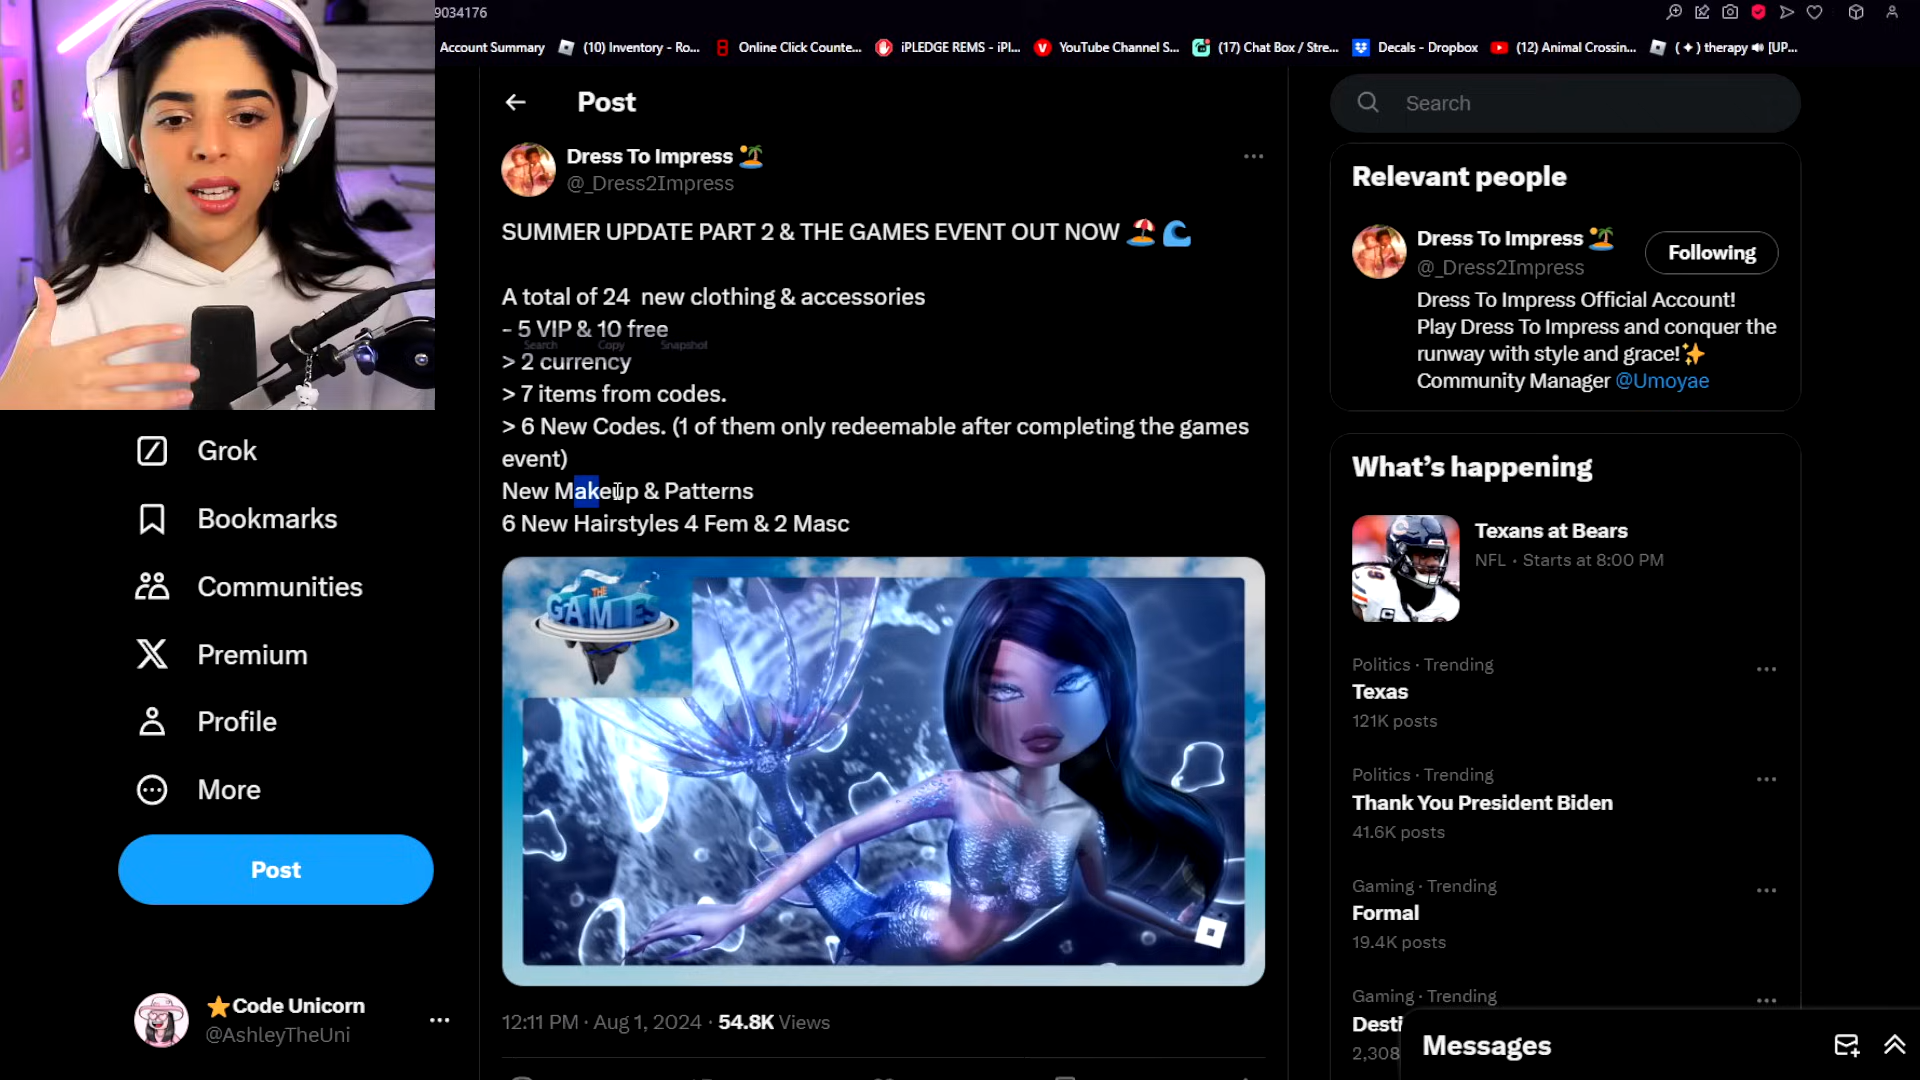 9034176
Account Summary
(10) Inventory - Ro...
Online Click Counte...
iPLEDGE REMS - iPl...
YouTube Channel S...
(17) Chat Box / Stre...
Decals - Dropbox
(12) Animal Crossin...
( ✦ ) therapy 🔊 [UP...
Post
Dress To Impress 🏝️
@_Dress2Impress
SUMMER UPDATE PART 2 & THE GAMES EVENT OUT NOW 🏖️ 🌊
A total of 24 new clothing & accessories
- 5 VIP & 10 free
Search Copy Snapshot
> 2 currency
> 7 items from codes.
> 6 New Codes. (1 of them only redeemable after completing the games
event)
New Makeup & Patterns
6 New Hairstyles 4 Fem & 2 Masc
THE
GAMES
12:11 PM · Aug 1, 2024 · 54.8K Views
Grok
Bookmarks
Communities
Premium
Profile
More
Post
⭐Code Unicorn
@AshleyTheUni
Search
Relevant people
Dress To Impress 🏝️
@_Dress2Impress
Following
Dress To Impress Official Account!
Play Dress To Impress and conquer the
runway with style and grace!✨
Community Manager @Umoyae
What's happening
Texans at Bears
NFL · Starts at 8:00 PM
Politics · Trending
Texas
121K posts
Politics · Trending
Thank You President Biden
41.6K posts
Gaming · Trending
Formal
19.4K posts
Gaming · Trending
Desti
2,308
Messages